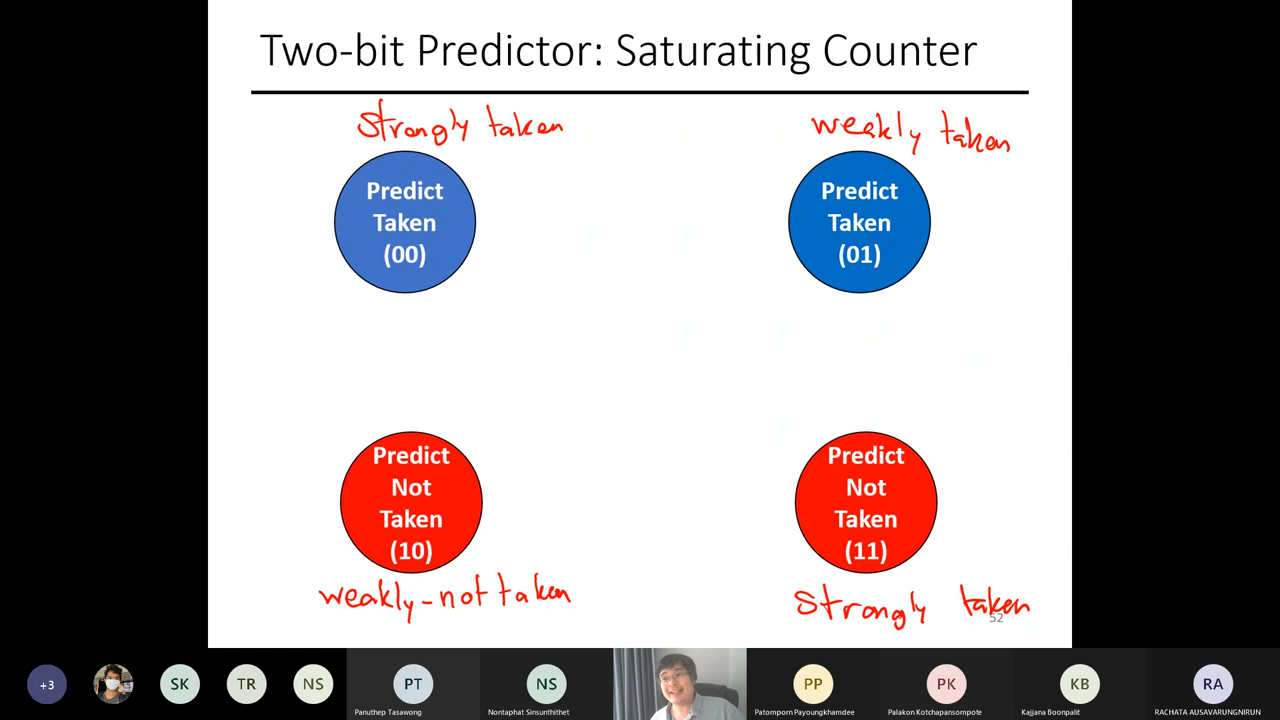 Two-bit Predictor: Saturating Counter
Strongly taken
weakly taken
Predict
Taken
(00)
Predict
Taken
(01)
Predict
Not
Taken
(10)
Predict
Not
Taken
(11)
weakly-not taken
Strongly taken
52
+3
SK
TR
NS
PT
Panuthep Tasawong
NS
Nontaphat Sinsunthithet
PP
Patomporn Payoungkhamdee
PK
Palakon Kotchapansompote
KB
Kajjana Boonpalit
RA
RACHATA AUSAVARUNGNIRUN